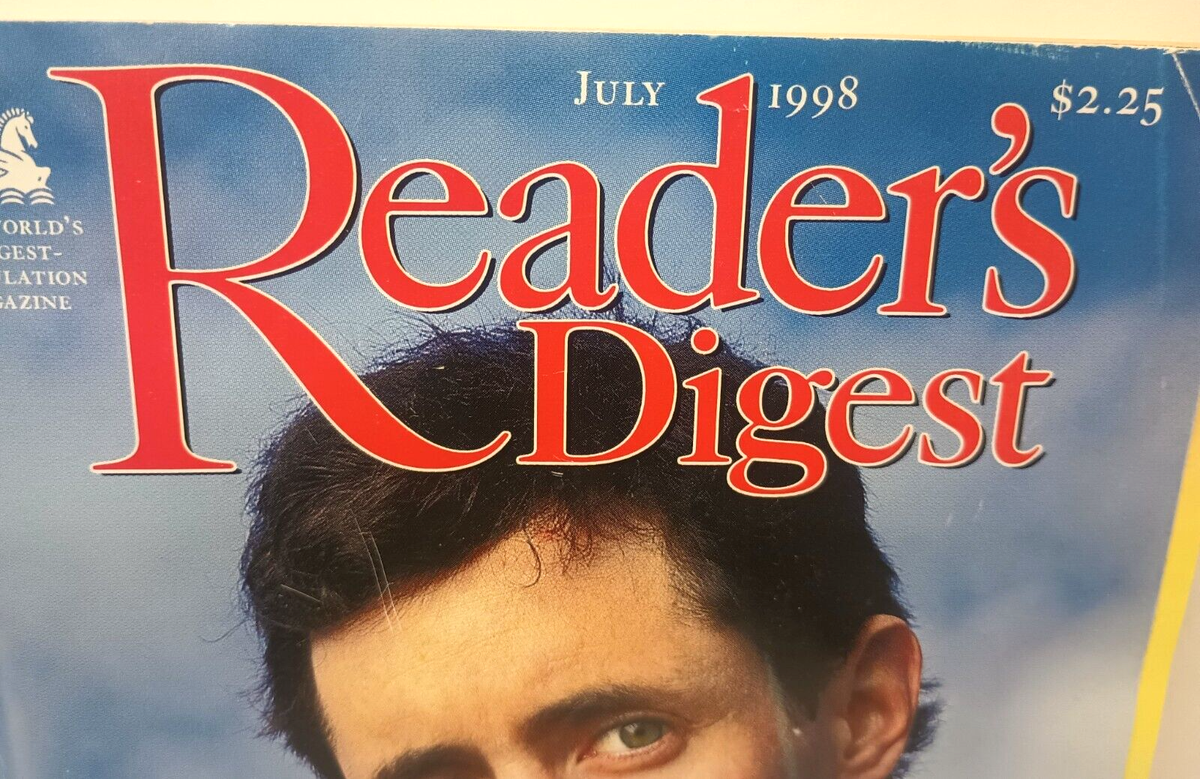 July 1998 $2.25
Reader's
Digest